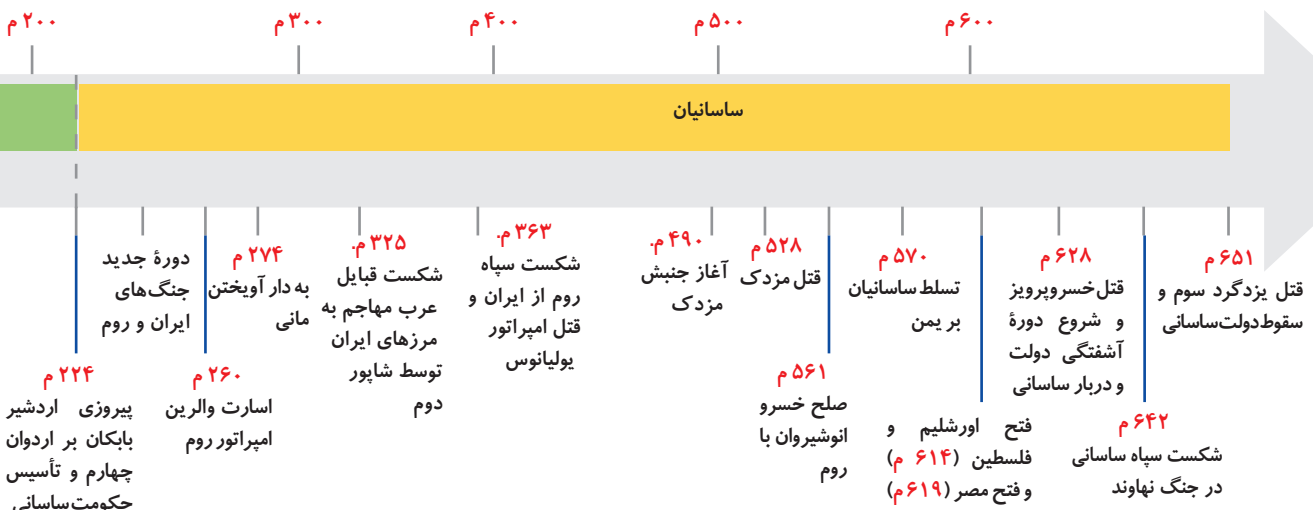 ۲۰۰ م
۳۰۰ م
۴۰۰ م
۵۰۰ م
۶۰۰ م
ساسانیان
۲۲۴ م
پیروزی اردشیر
بابکان بر اردوان
چهارم و تأسیس
حکومت‌ساسانی
دورهٔ جدید
جنگ‌های
ایران و روم
۲۶۰ م
اسارت والرین
امپراتور روم
۲۷۴ م
به دار آویختن
مانی
۳۲۵ م.
شکست قبایل
عرب مهاجم به
مرزهای ایران
توسط شاپور
دوم
۳۶۳ م.
شکست سپاه
روم از ایران و
قتل امپراتور
یولیانوس
۴۹۰ م.
آغاز جنبش
مزدک
۵۲۸ م
قتل مزدک
۵۶۱ م
صلح خسرو
انوشیروان با
روم
۵۷۰ م
تسلط ساسانیان
بر یمن
فتح اورشلیم و
فلسطین (۶۱۴ م)
و فتح مصر (۶۱۹ م)
۶۲۸ م
قتل‌خسروپرویز
و شروع دورهٔ
آشفتگی دولت
و دربار ساسانی
۶۴۲ م
شکست سپاه ساسانی
در جنگ نهاوند
۶۵۱ م
قتل یزدگرد سوم و
سقوط‌دولت‌ساسانی